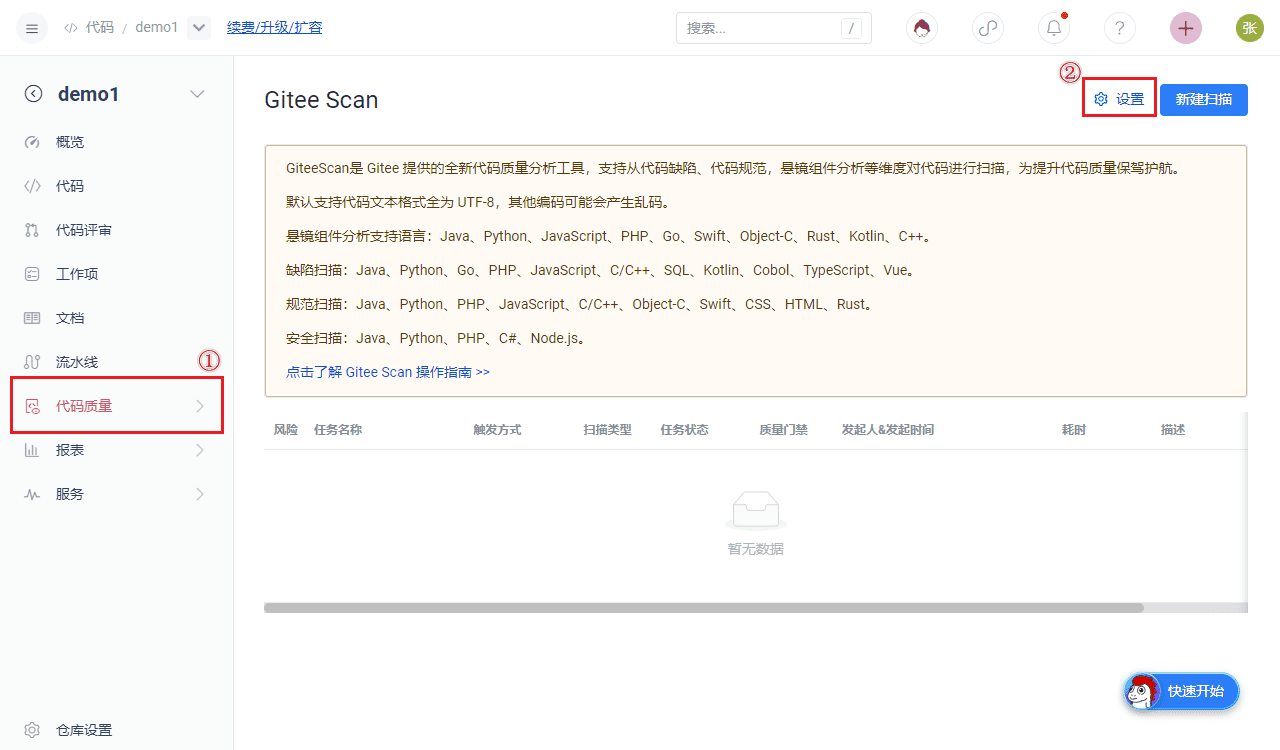 代码 / demo1 续费/升级/扩容
搜索... /
?
张
demo1
概览
代码
代码评审
工作项
文档
流水线
①
代码质量
报表
服务
仓库设置
Gitee Scan
②
设置
新建扫描
GiteeScan是 Gitee 提供的全新代码质量分析工具，支持从代码缺陷、代码规范，悬镜组件分析等维度对代码进行扫描，为提升代码质量保驾护航。
默认支持代码文本格式全为 UTF-8，其他编码可能会产生乱码。
悬镜组件分析支持语言：Java、Python、JavaScript、PHP、Go、Swift、Object-C、Rust、Kotlin、C++。
缺陷扫描：Java、Python、Go、PHP、JavaScript、C/C++、SQL、Kotlin、Cobol、TypeScript、Vue。
规范扫描：Java、Python、PHP、JavaScript、C/C++、Object-C、Swift、CSS、HTML、Rust。
安全扫描：Java、Python、PHP、C#、Node.js。
点击了解 Gitee Scan 操作指南 >>
风险 任务名称 触发方式 扫描类型 任务状态 质量门禁 发起人&发起时间 耗时 描述
暂无数据
快速开始